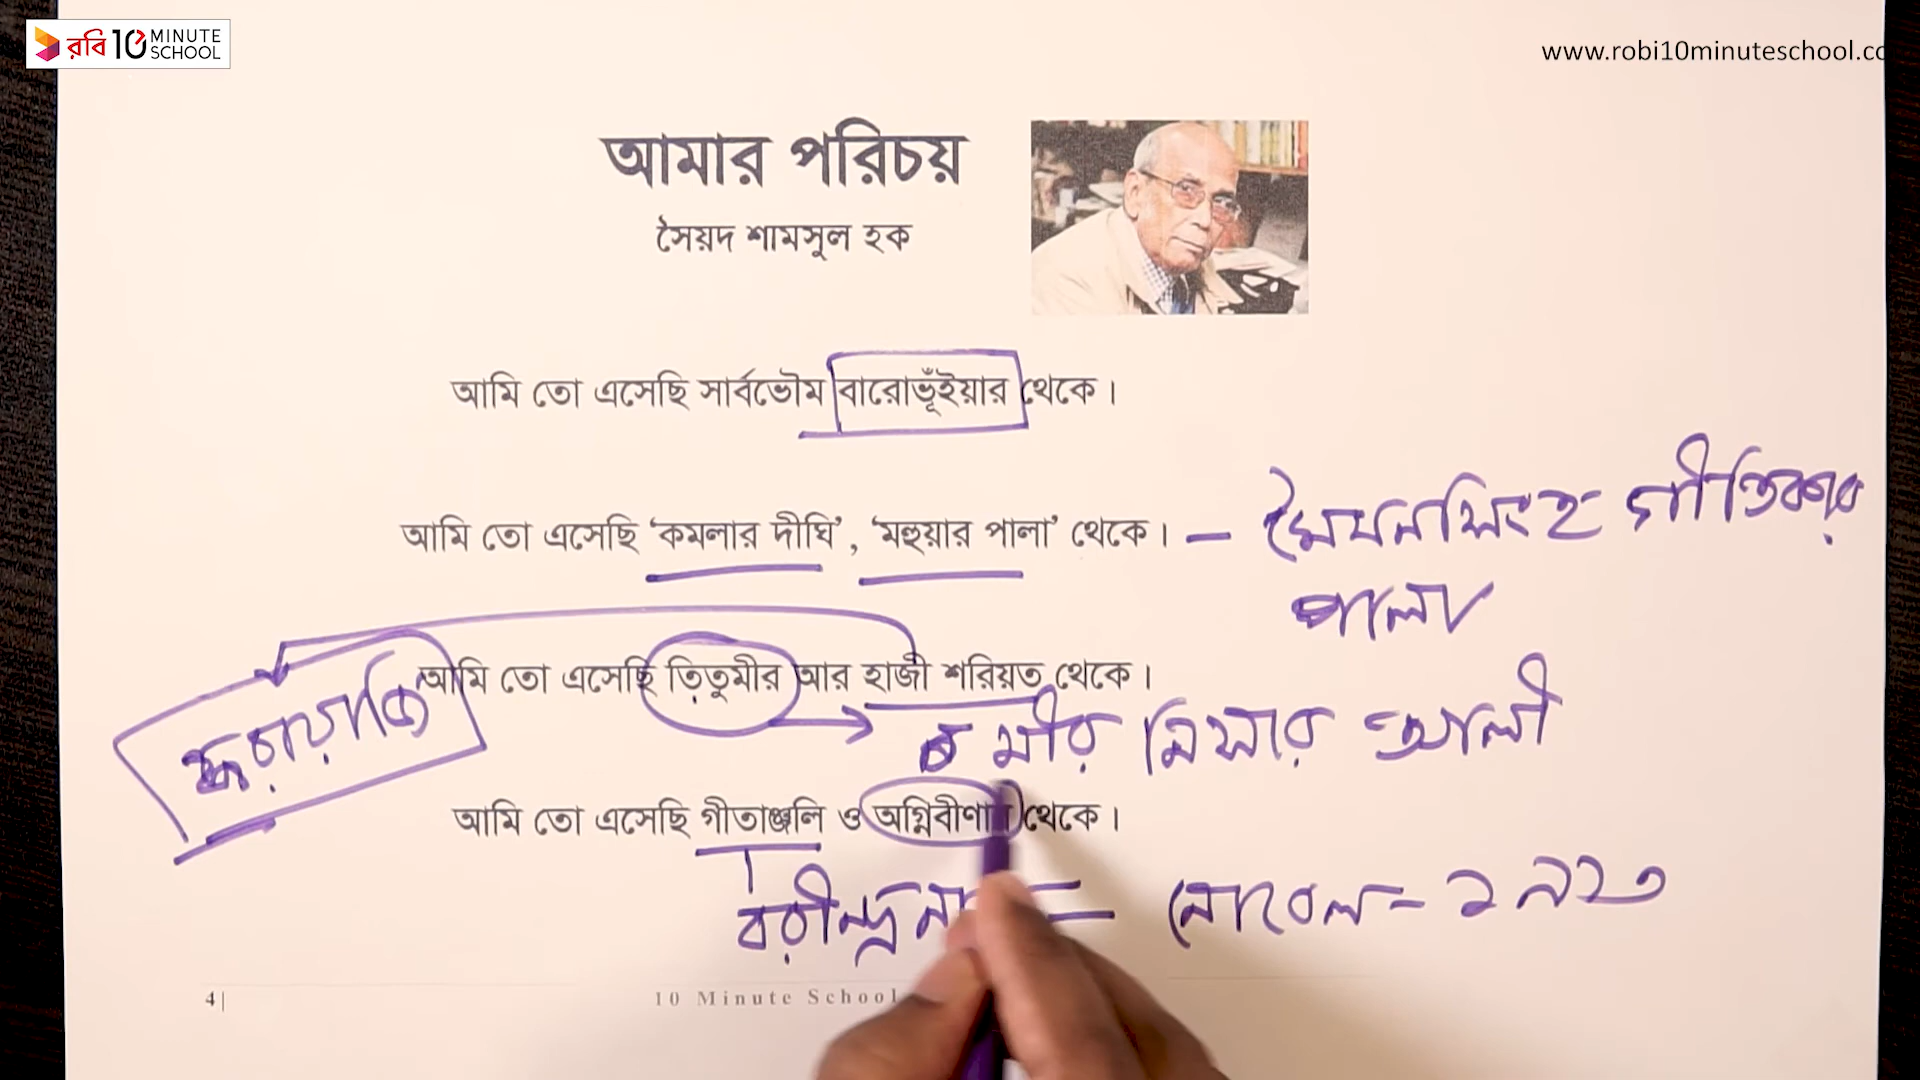 রবি 10 MINUTE SCHOOL
www.robi10minuteschool.co
আমার পরিচয়
সৈয়দ শামসুল হক
আমি তো এসেছি সার্বভৌম বারোভূঁইয়ার থেকে।
আমি তো এসেছি ‘কমলার দীঘি’, ‘মহুয়ার পালা’ থেকে। – মৈমনসিংহ গীতিকার
পালা
আমি তো এসেছি তিতুমীর আর হাজী শরিয়ত থেকে।
ফরায়েজি
মীর নিসার আলী
আমি তো এসেছি গীতাঞ্জলি ও অগ্নিবীণার থেকে।
নোবেল - ১৯১৩
4|
10 Minute School